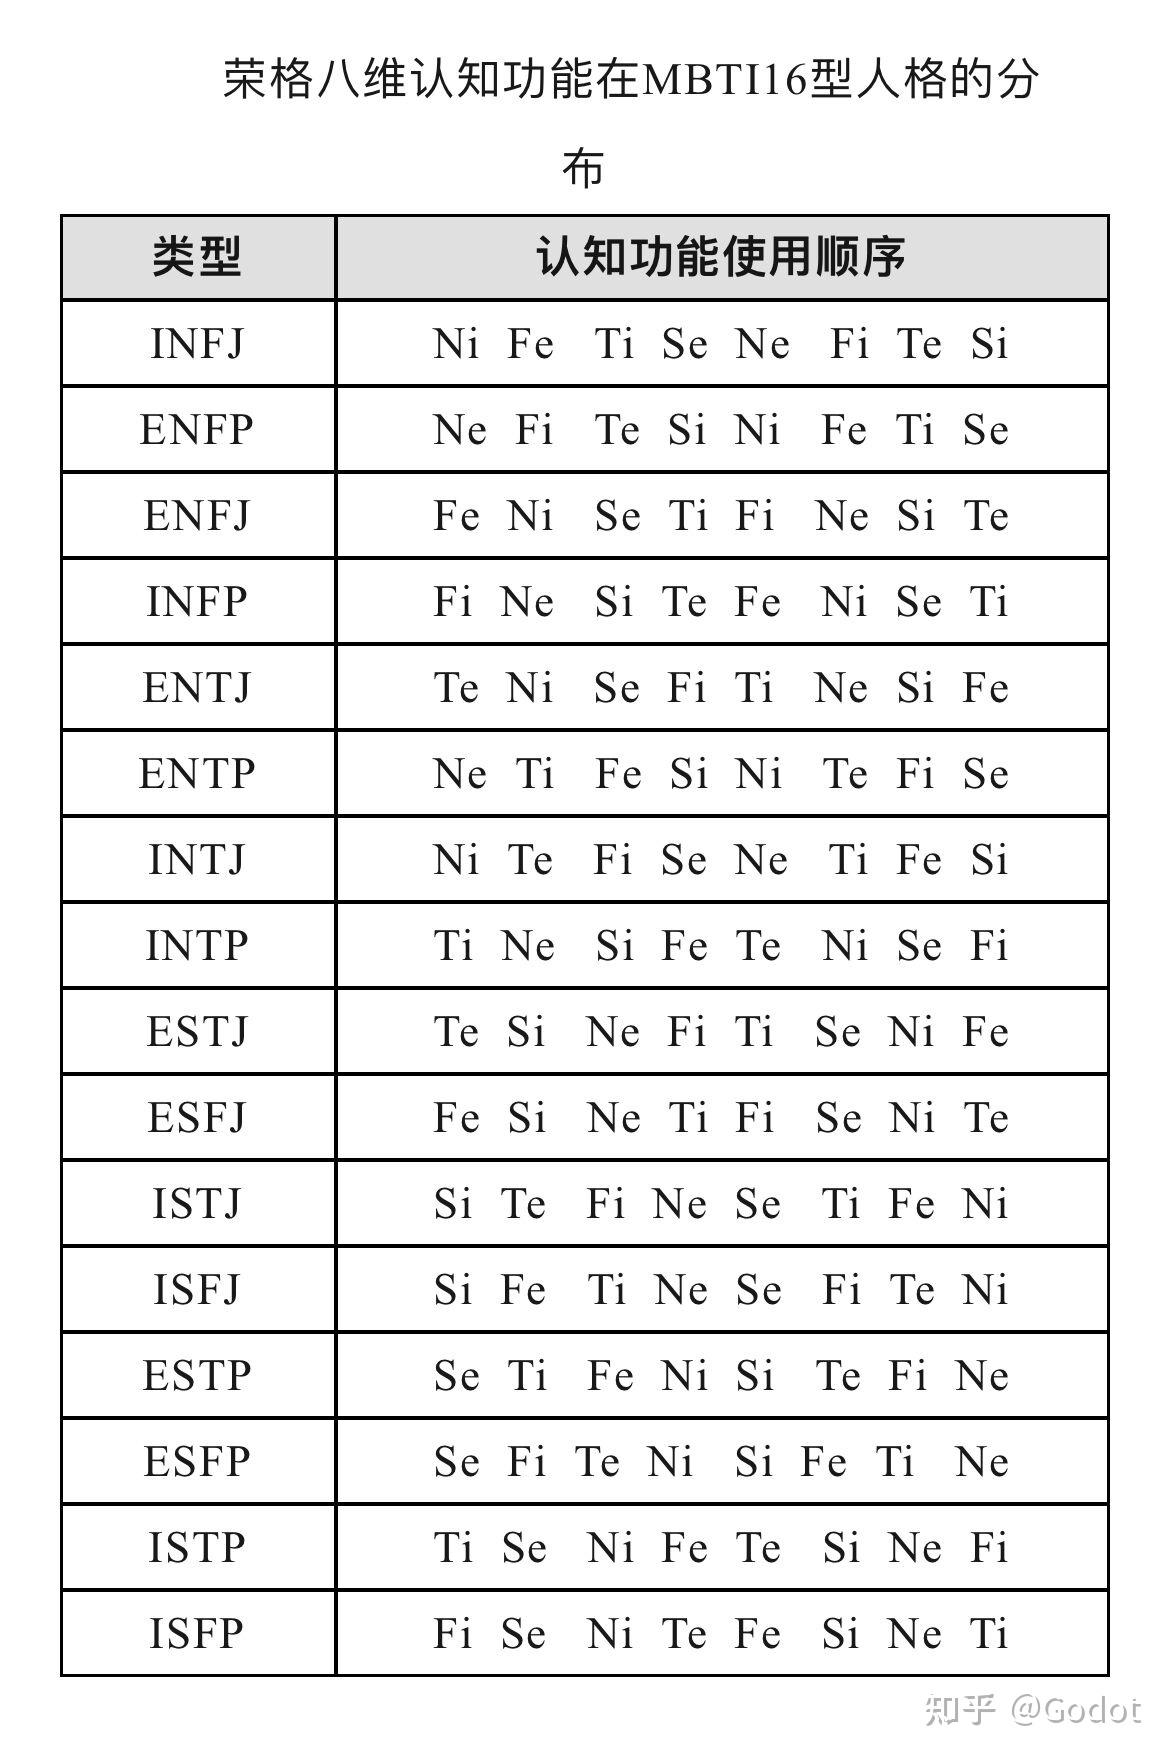 荣格八维认知功能在MBTI16型人格的分
布
类型 认知功能使用顺序
INFJ Ni Fe Ti Se Ne Fi Te Si
ENFP Ne Fi Te Si Ni Fe Ti Se
ENFJ Fe Ni Se Ti Fi Ne Si Te
INFP Fi Ne Si Te Fe Ni Se Ti
ENTJ Te Ni Se Fi Ti Ne Si Fe
ENTP Ne Ti Fe Si Ni Te Fi Se
INTJ Ni Te Fi Se Ne Ti Fe Si
INTP Ti Ne Si Fe Te Ni Se Fi
ESTJ Te Si Ne Fi Ti Se Ni Fe
ESFJ Fe Si Ne Ti Fi Se Ni Te
ISTJ Si Te Fi Ne Se Ti Fe Ni
ISFJ Si Fe Ti Ne Se Fi Te Ni
ESTP Se Ti Fe Ni Si Te Fi Ne
ESFP Se Fi Te Ni Si Fe Ti Ne
ISTP Ti Se Ni Fe Te Si Ne Fi
ISFP Fi Se Ni Te Fe Si Ne Ti
知乎 @Godot